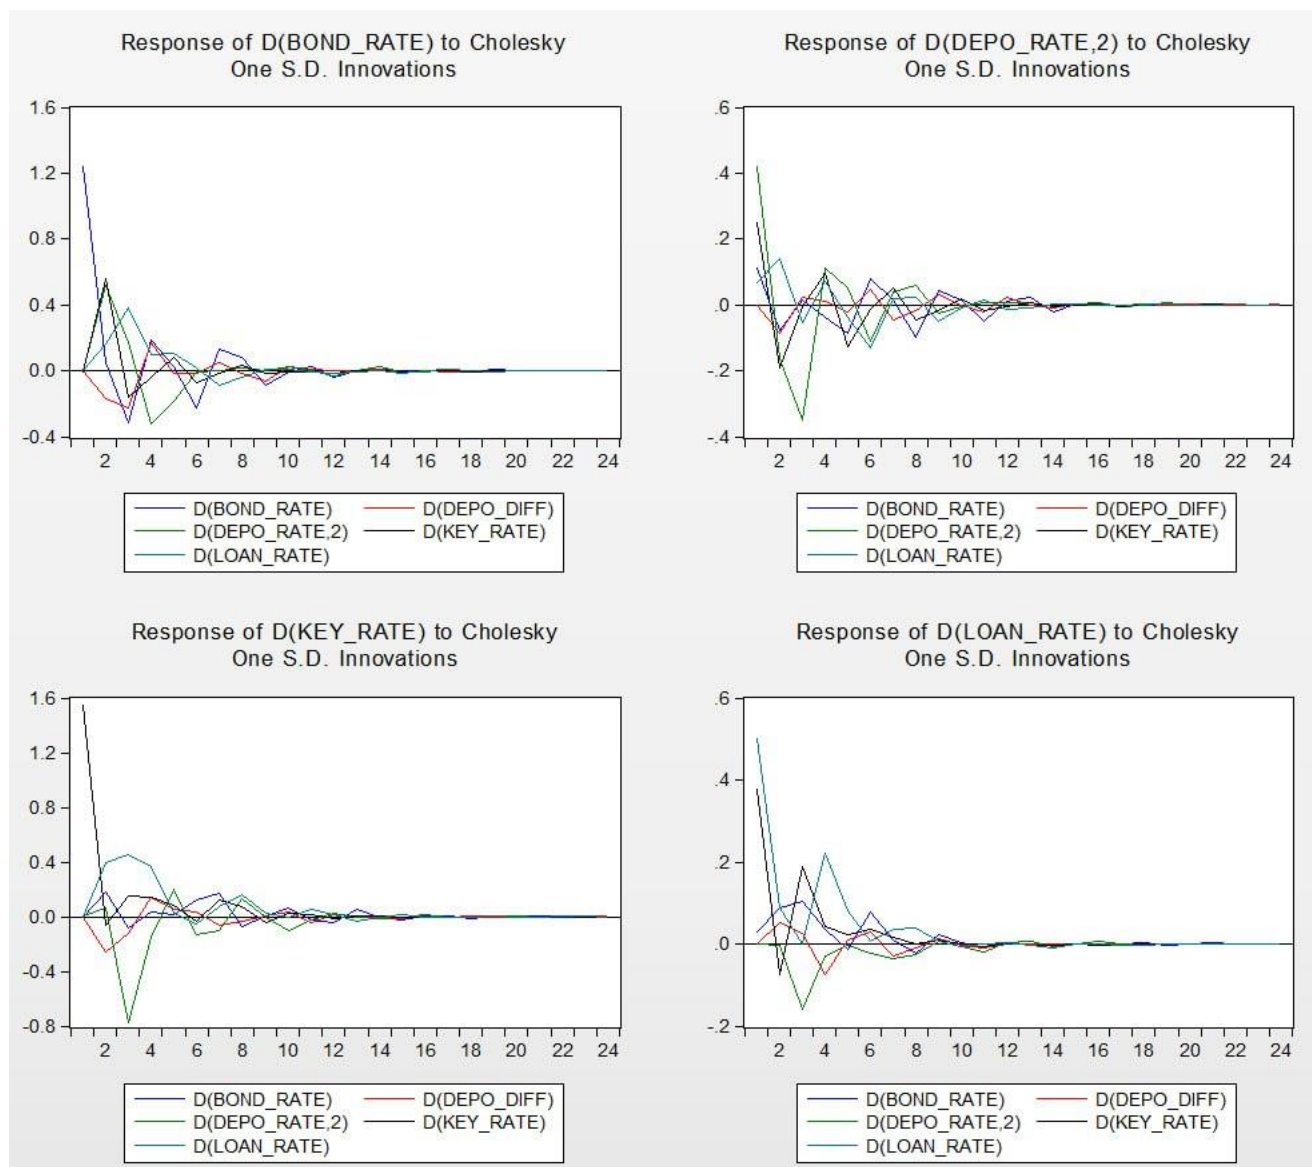 Response of D(BOND_RATE) to Cholesky
One S.D. Innovations
1.6
1.2
0.8
0.4
0.0
-0.4
2 4 6 8 10 12 14 16 18 20 22 24
D(BOND_RATE) D(DEPO_DIFF)
D(DEPO_RATE,2) D(KEY_RATE)
D(LOAN_RATE)
Response of D(DEPO_RATE,2) to Cholesky
One S.D. Innovations
.6
.4
.2
.0
-.2
-.4
2 4 6 8 10 12 14 16 18 20 22 24
D(BOND_RATE) D(DEPO_DIFF)
D(DEPO_RATE,2) D(KEY_RATE)
D(LOAN_RATE)
Response of D(KEY_RATE) to Cholesky
One S.D. Innovations
1.6
1.2
0.8
0.4
0.0
-0.4
-0.8
2 4 6 8 10 12 14 16 18 20 22 24
D(BOND_RATE) D(DEPO_DIFF)
D(DEPO_RATE,2) D(KEY_RATE)
D(LOAN_RATE)
Response of D(LOAN_RATE) to Cholesky
One S.D. Innovations
.6
.4
.2
.0
-.2
2 4 6 8 10 12 14 16 18 20 22 24
D(BOND_RATE) D(DEPO_DIFF)
D(DEPO_RATE,2) D(KEY_RATE)
D(LOAN_RATE)